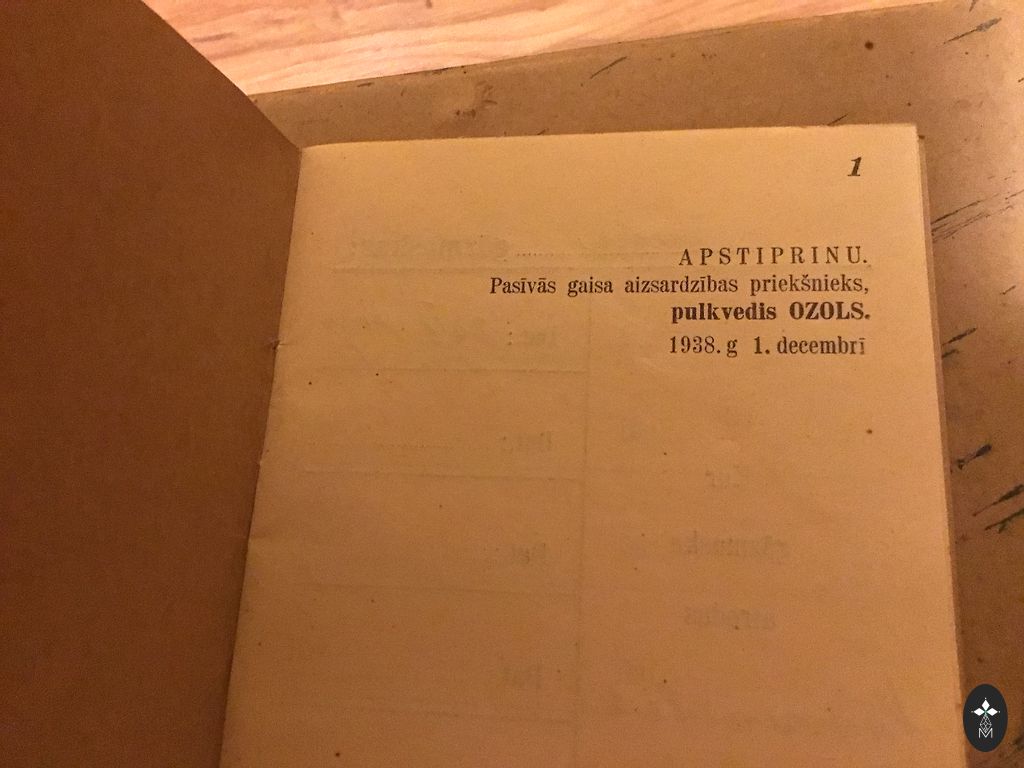 1
APSTIPRINU.
Pasīvās gaisa aizsardzības priekšnieks,
pulkvedis OZOLS.
1938. g 1. decembrī